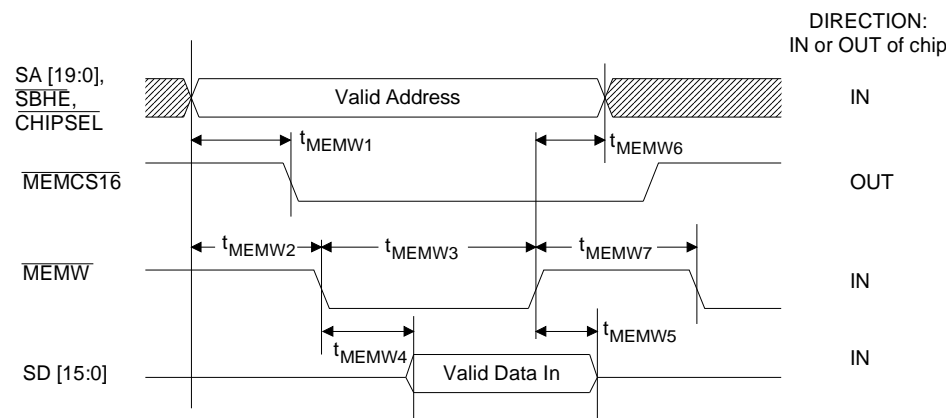 DIRECTION:
IN or OUT of chip
SA [19:0],
SBHE,
CHIPSEL
Valid Address
IN
tMEMW1
tMEMW6
MEMCS16
OUT
tMEMW2
tMEMW3
tMEMW7
MEMW
IN
tMEMW4
tMEMW5
IN
SD [15:0]
Valid Data In